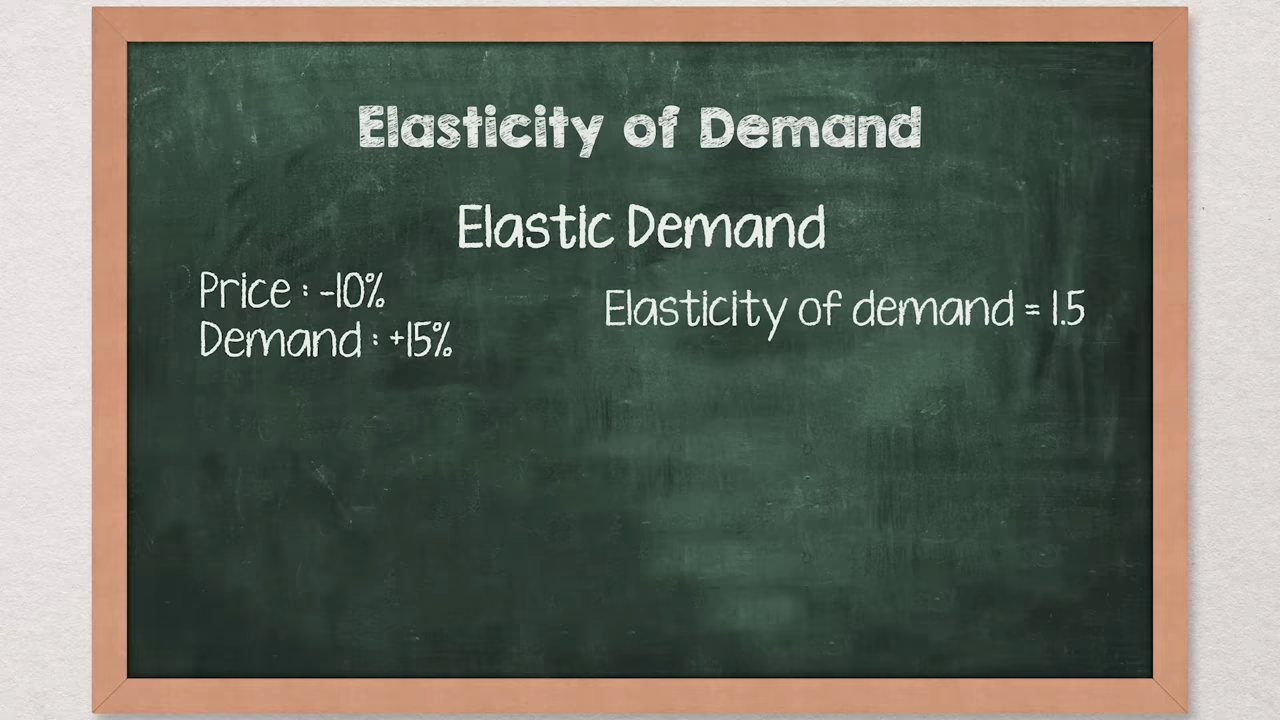 Elasticity of Demand
Elastic Demand
Price : -10%
Demand : +15%
Elasticity of demand = 1.5